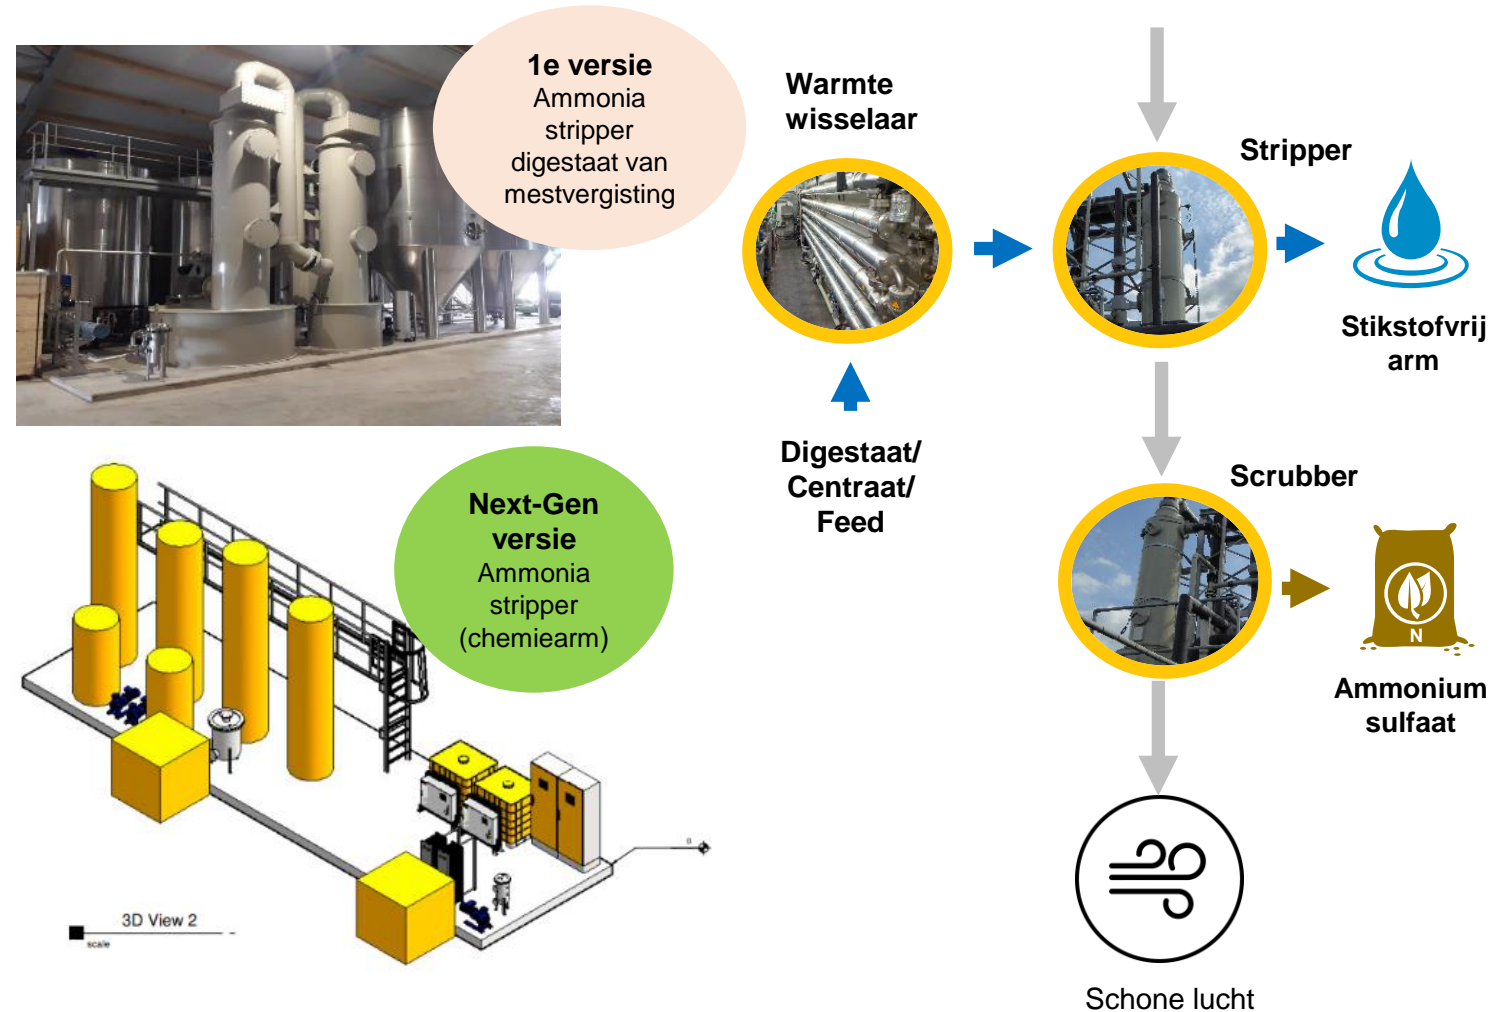 1e versie
Ammonia
stripper
digestaat van
mestvergisting
Warmte
wisselaar
Stripper
Stikstofvrij
arm
Digestaat/
Centraat/
Feed
Scrubber
N
Ammonium
sulfaat
Schone lucht
Next-Gen
versie
Ammonia
stripper
(chemiearm)
3D View 2
scale